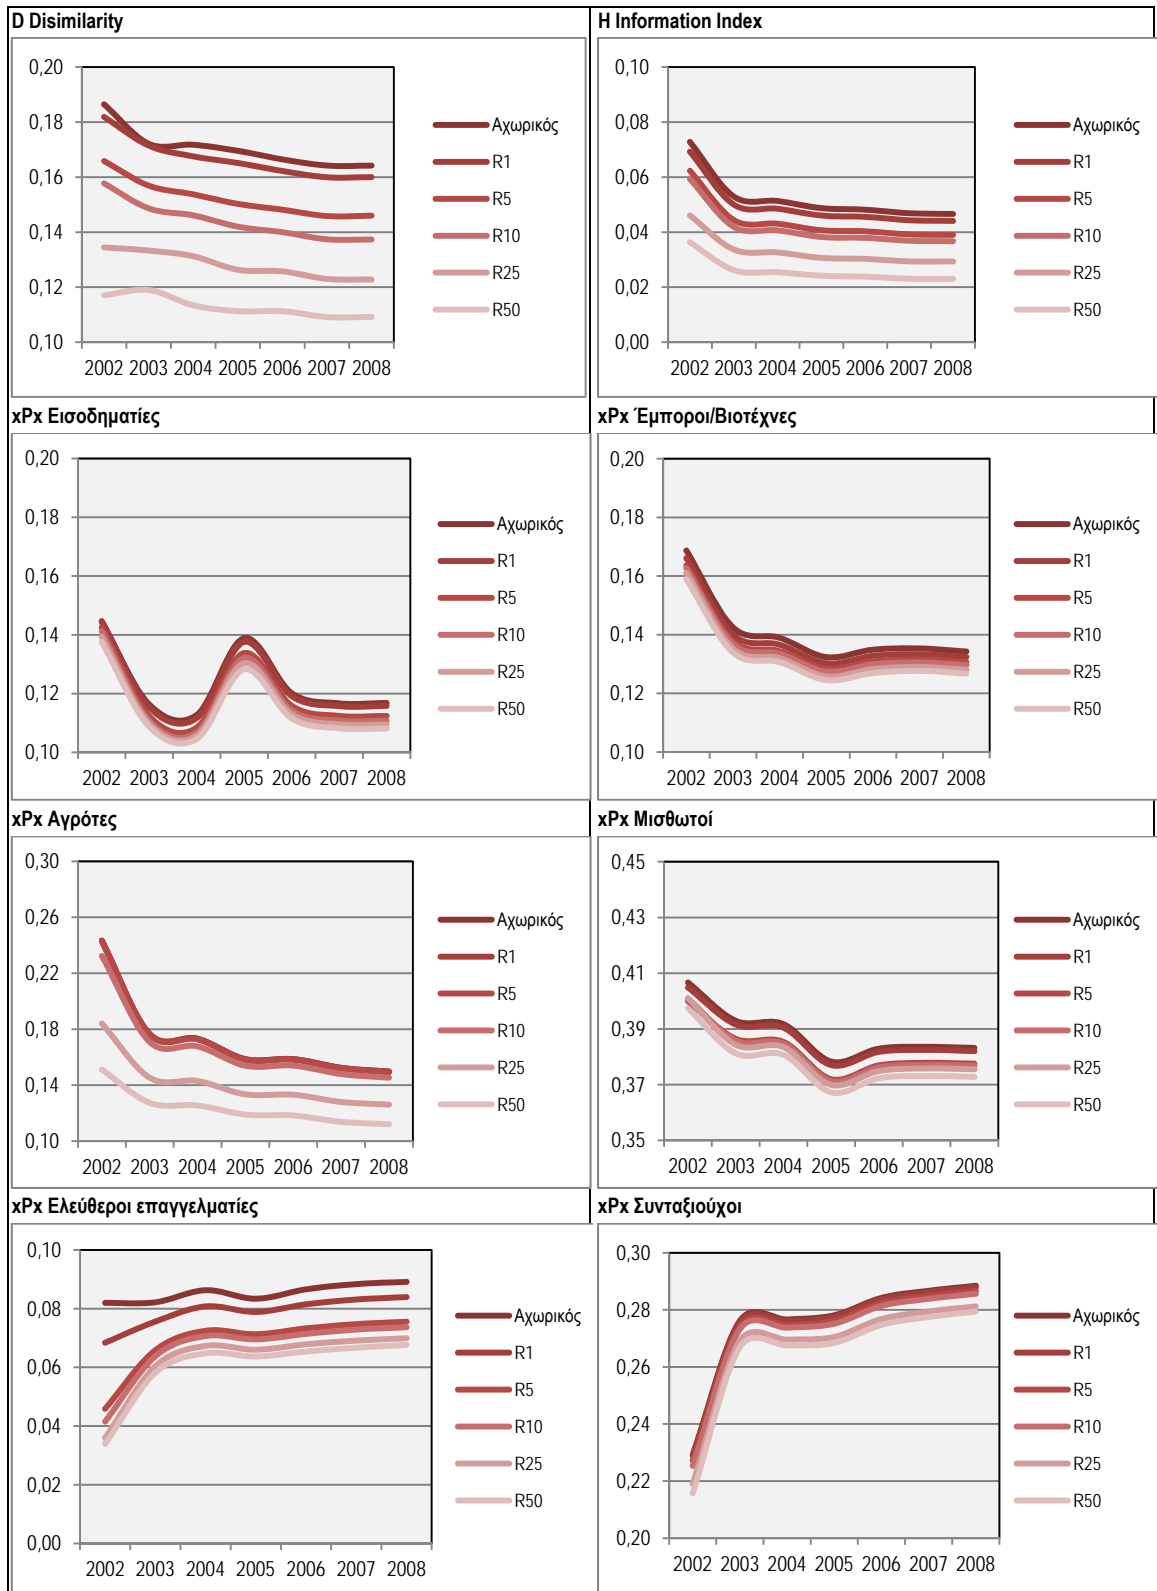 D Disimilarity
0,20
0,18
0,16
0,14
0,12
0,10
2002 2003 2004 2005 2006 2007 2008
Αχωρικός
R1
R5
R10
R25
R50
H Information Index
0,10
0,08
0,06
0,04
0,02
0,00
2002 2003 2004 2005 2006 2007 2008
Αχωρικός
R1
R5
R10
R25
R50
xPx Εισοδηματίες
0,20
0,18
0,16
0,14
0,12
0,10
2002 2003 2004 2005 2006 2007 2008
Αχωρικός
R1
R5
R10
R25
R50
xPx Έμποροι/Βιοτέχνες
0,20
0,18
0,16
0,14
0,12
0,10
2002 2003 2004 2005 2006 2007 2008
Αχωρικός
R1
R5
R10
R25
R50
xPx Αγρότες
0,30
0,26
0,22
0,18
0,14
0,10
2002 2003 2004 2005 2006 2007 2008
Αχωρικός
R1
R5
R10
R25
R50
xPx Μισθωτοί
0,45
0,43
0,41
0,39
0,37
0,35
2002 2003 2004 2005 2006 2007 2008
Αχωρικός
R1
R5
R10
R25
R50
xPx Ελεύθεροι επαγγελματίες
0,10
0,08
0,06
0,04
0,02
0,00
2002 2003 2004 2005 2006 2007 2008
Αχωρικός
R1
R5
R10
R25
R50
xPx Συνταξιούχοι
0,30
0,28
0,26
0,24
0,22
0,20
2002 2003 2004 2005 2006 2007 2008
Αχωρικός
R1
R5
R10
R25
R50